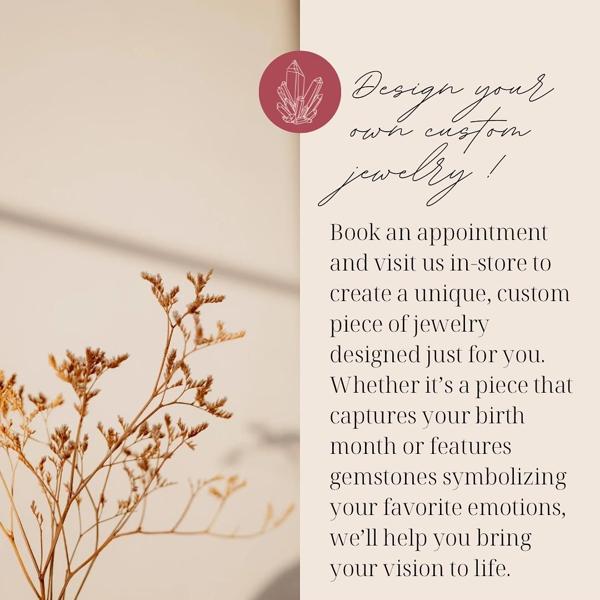 Design your
own custom
jewelry !
Book an appointment
and visit us in-store to
create a unique, custom
piece of jewelry
designed just for you.
Whether it’s a piece that
captures your birth
month or features
gemstones symbolizing
your favorite emotions,
we’ll help you bring
your vision to life.